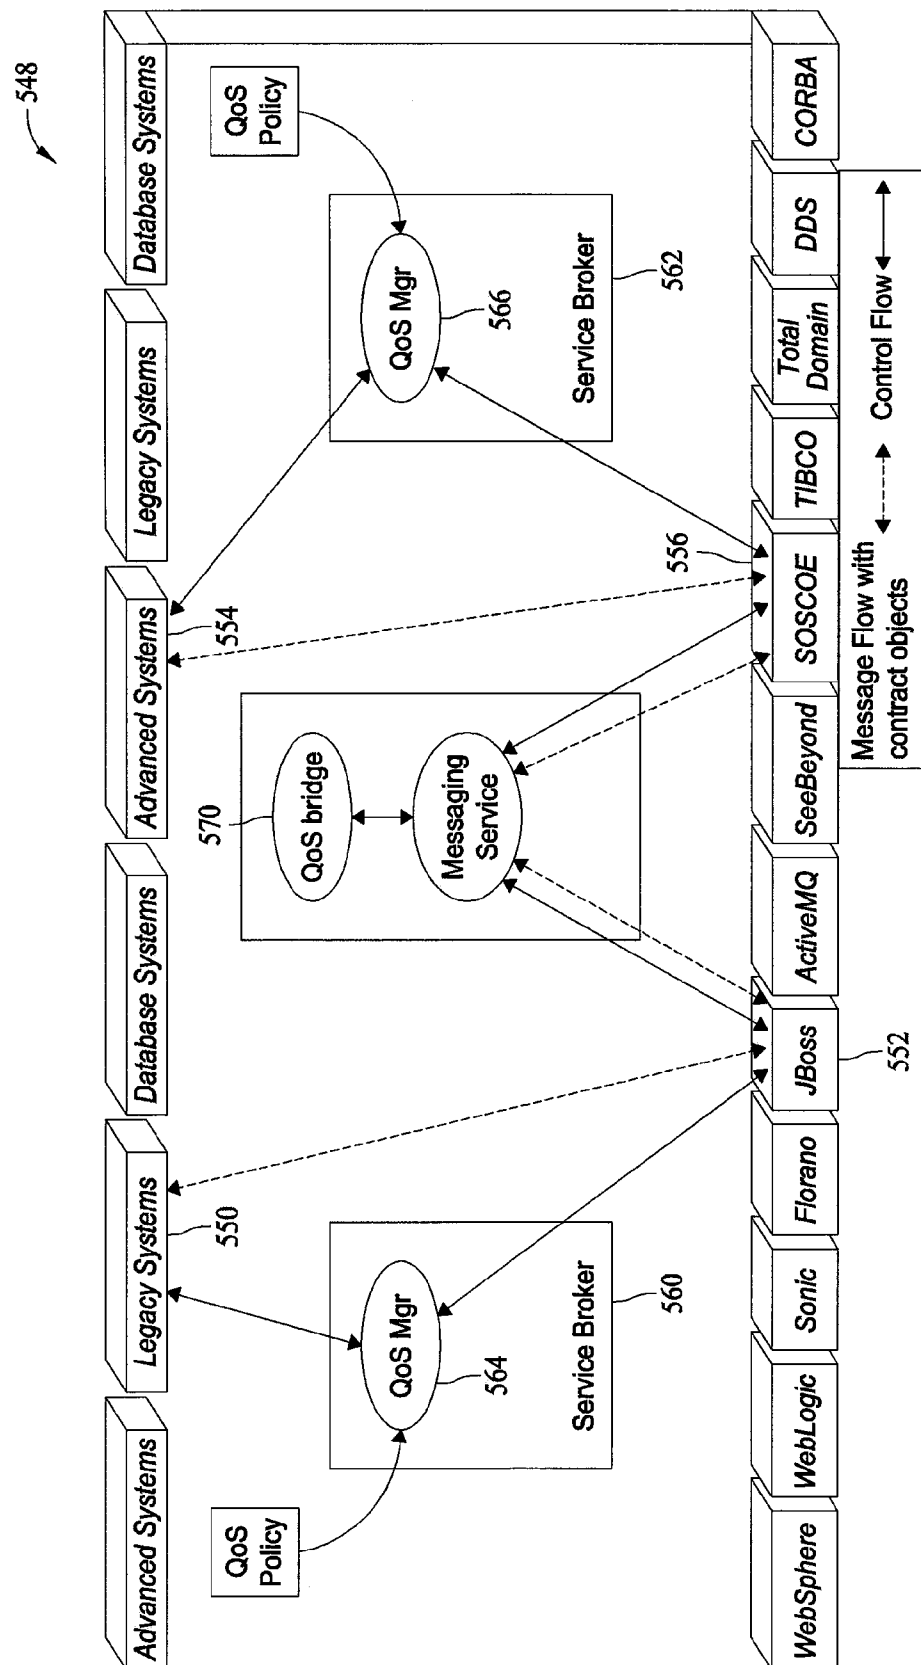 548
Advanced Systems
Legacy Systems
Database Systems
Advanced Systems
Legacy Systems
Database Systems
550
554
QoS
Policy
QoS
Policy
570
QoS bridge
QoS Mgr
564
Messaging
Service
QoS Mgr
566
Service Broker
560
Service Broker
562
556
WebSphere
WebLogic
Sonic
Florano
JBoss
ActiveMQ
SeeBeyond
SOSCOE
TIBCO
Total
Domain
DDS
CORBA
552
Message Flow with
contract objects
Control Flow